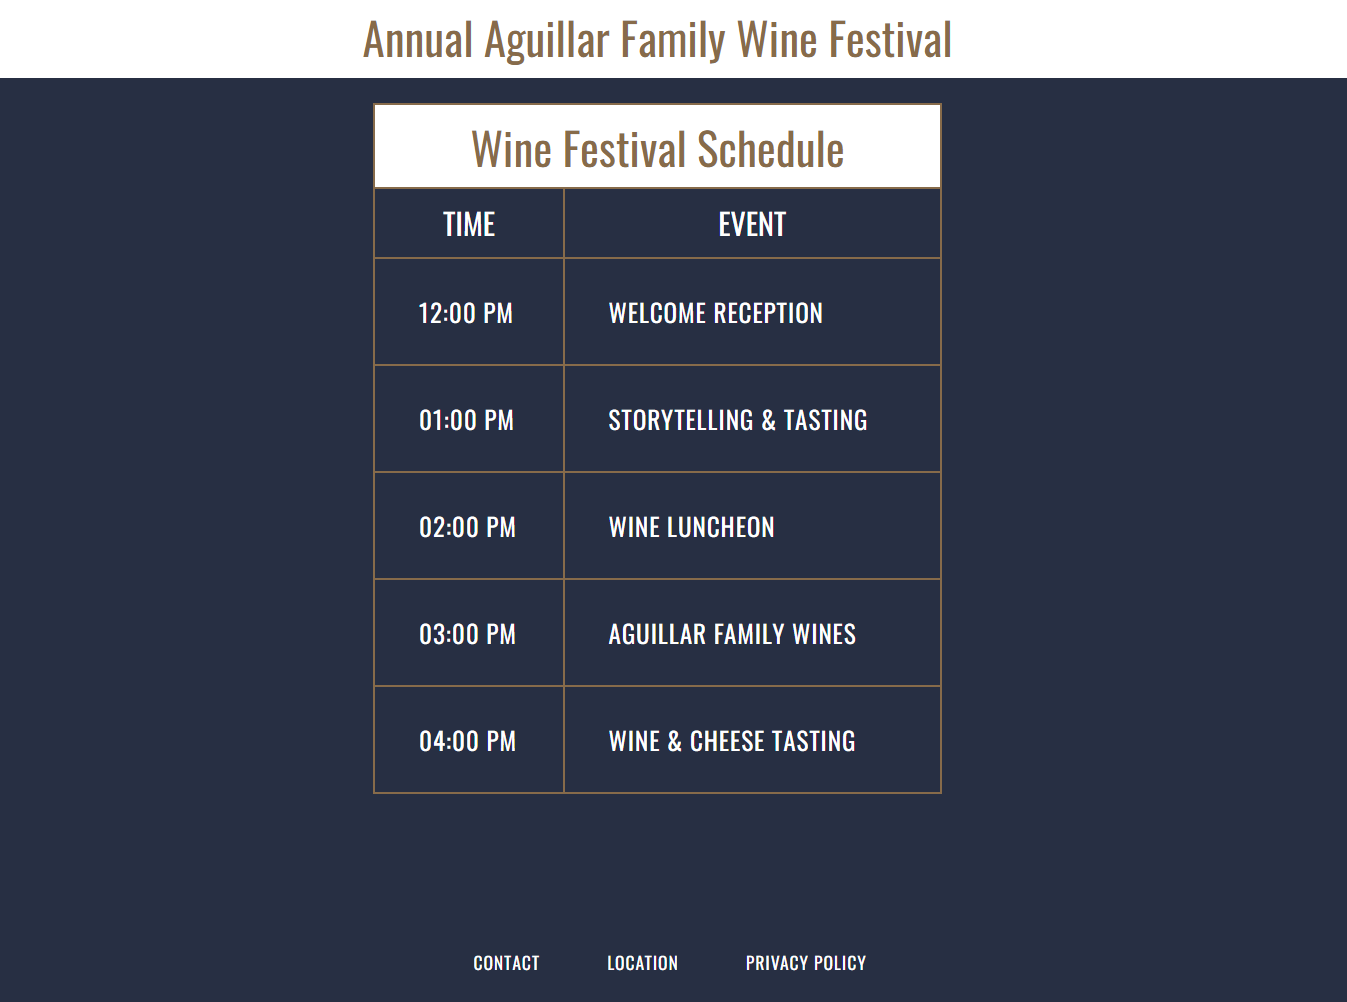 Annual Aguillar Family Wine Festival
Wine Festival Schedule
TIME EVENT
12:00 PM WELCOME RECEPTION
01:00 PM STORYTELLING & TASTING
02:00 PM WINE LUNCHEON
03:00 PM AGUILLAR FAMILY WINES
04:00 PM WINE & CHEESE TASTING
CONTACT LOCATION PRIVACY POLICY